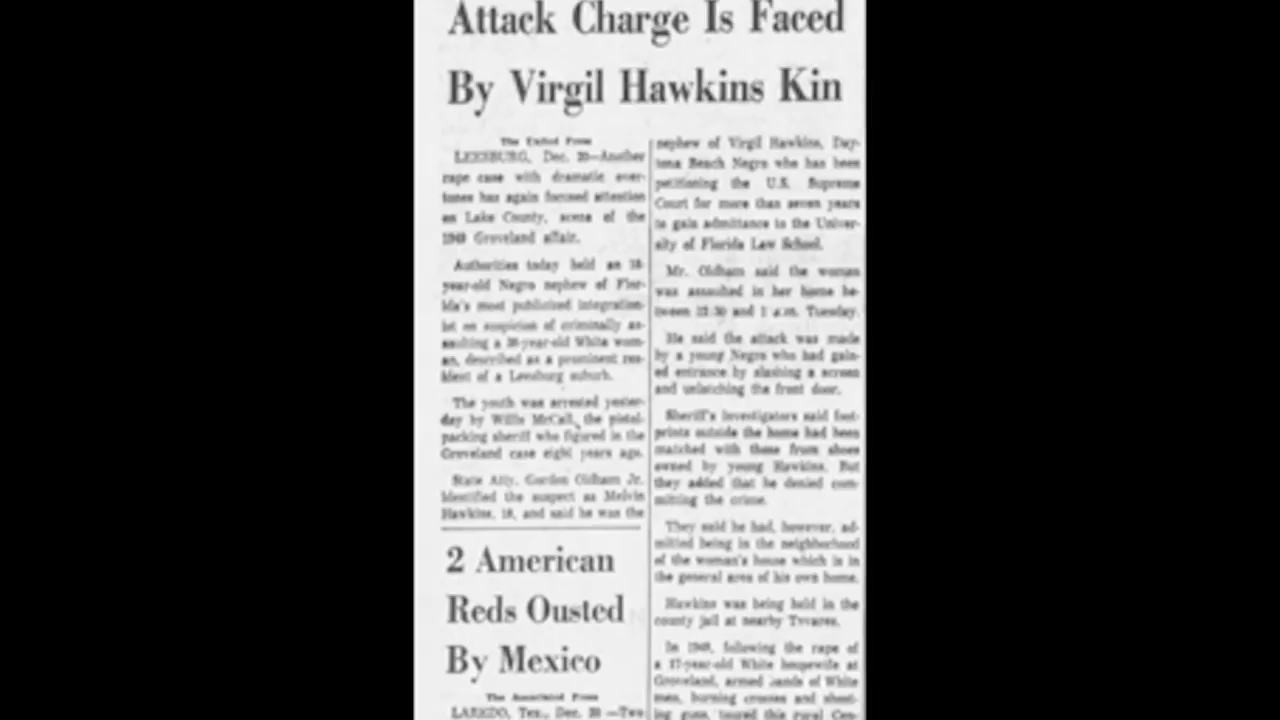 Attack Charge Is Faced
By Virgil Hawkins Kin
The United Press
LEESBURG, Dec. 20—Another
rape case with dramatic over-
tones has again focused attention
on Lake County, scene of the
1949 Groveland affair.
Authorities today held an 18-
year-old Negro nephew of Flor-
ida's most publicized integration-
ist on suspicion of criminally as-
saulting a year-old White wom-
an, described as a prominent res-
ident of a Leesburg suburb.
The youth was arrested yester-
day by Willis McCall, the pistol-
packing sheriff who figured in the
Groveland case eight years ago.
State Atty. Gordon Oldham Jr.
identified the suspect as Melvin
Hawkins, 18, and said he was the
nephew of Virgil Hawkins, Day-
tona Beach Negro who has been
petitioning the U.S. Supreme
Court for more than seven years
to gain admittance to the Univer-
sity of Florida Law School.
Mr. Oldham said the woman
was assaulted in her home be-
tween and 1 a.m. Tuesday.
He said the attack was made
by a young Negro who had gain-
ed entrance by slashing a screen
and unlatching the front door.
Sheriff's investigators said foot-
prints outside the home had been
matched with those from shoes
owned by young Hawkins. But
they added that he denied com-
mitting the crime.
They said he had, however, ad-
mitted being in the neighborhood
of the woman's house which is in
the general area of his own home.
Hawkins was being held in the
county jail at nearby Tavares.
In 1949, following the rape of
a 17-year-old White housewife at
Groveland, armed bands of White
men, burning crosses and shoot-
ing guns, toured this rural Cen-
2 American
Reds Ousted
By Mexico
The Associated Press
LAREDO, Tex., Dec. 20—Two